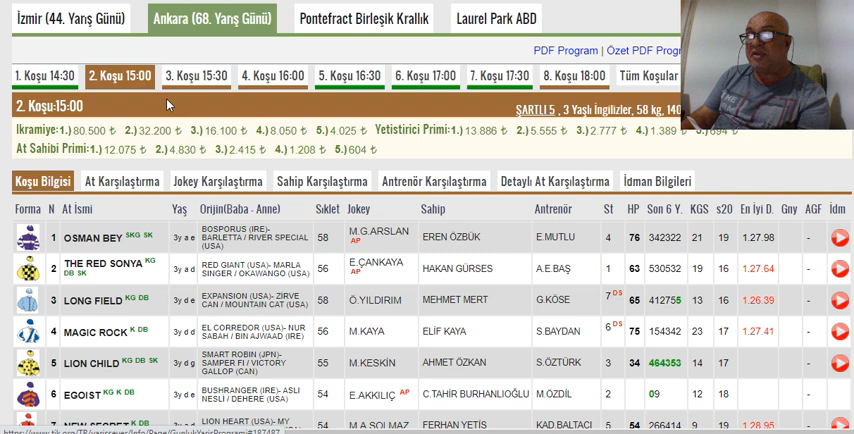 İzmir (44. Yarış Günü) Ankara (68. Yarış Günü) Pontefract Birleşik Krallık Laurel Park ABD
PDF Program | Özet PDF Progr
1. Koşu 14:30 2. Koşu 15:00 3. Koşu 15:30 4. Koşu 16:00 5. Koşu 16:30 6. Koşu 17:00 7. Koşu 17:30 8. Koşu 18:00 Tüm Koşular
2. Koşu:15:00 ŞARTLI 5 , 3 Yaşlı İngilizler, 58 kg, 140
Ikramiye:1.) 80.500 ₺ 2.) 32.200 ₺ 3.) 16.100 ₺ 4.) 8.050 ₺ 5.) 4.025 ₺ Yetistirici Primi:1.) 13.886 ₺ 2.) 5.555 ₺ 3.) 2.777 ₺ 4.) 1.389 ₺ 5.) 694 ₺
At Sahibi Primi:1.) 12.075 ₺ 2.) 4.830 ₺ 3.) 2.415 ₺ 4.) 1.208 ₺ 5.) 604 ₺
Koşu Bilgisi At Karşılaştırma Jokey Karşılaştırma Sahip Karşılaştırma Antrenör Karşılaştırma Detaylı At Karşılaştırma İdman Bilgileri
Forma N At İsmi Yaş Orijin(Baba - Anne) Sıklet Jokey Sahip Antrenör St HP Son 6 Y. KGS s20 En İyi D. Gny AGF İdm
1 OSMAN BEY SKG SK 3y a e BOSPORUS (IRE)- BARLETTA / RIVER SPECIAL (USA) 58 M.G.ARSLAN AP EREN ÖZBÜK E.MUTLU 4 76 342322 21 19 1.27.98 -
2 THE RED SONYA KG DB SK 3y a d RED GIANT (USA)- MARLA SINGER / OKAWANGO (USA) 56 E.ÇANKAYA AP HAKAN GÜRSES A.E.BAŞ 1 63 530532 19 16 1.27.64 -
3 LONG FIELD KG DB 3y d e EXPANSION (USA)- ZİRVE CAN / MOUNTAIN CAT (USA) 58 Ö.YILDIRIM MEHMET MERT G.KÖSE 7 DS 65 412755 13 16 1.26.39 -
4 MAGIC ROCK K DB 3y d d EL CORREDOR (USA)- NUR SABAH / BIN AJWAAD (IRE) 56 M.KAYA ELİF KAYA S.BAYDAN 6 DS 75 154342 23 17 1.27.41 -
5 LION CHILD KG DB SK 3y d g SMART ROBIN (JPN)- SAMPER FI / VICTORY GALLOP (CAN) 55 M.KESKİN AHMET ÖZKAN S.ÖZTÜRK 3 34 464353 14 17 -
6 EGOIST KG K DB 3y d e BUSHRANGER (IRE)- ASLI NESLİ / DEHERE (USA) 58 E.AKKILIÇ AP C.TAHİR BURHANLIOĞLU M.ÖZDİL 2 09 12 18 -
7 NEW SECRET K DB LION HEART (USA)- MY 54 M.A.SOLMAZ FERHAN YETİŞ KAD.BALTACI 5 54 266414 9 19 1.28.95 -